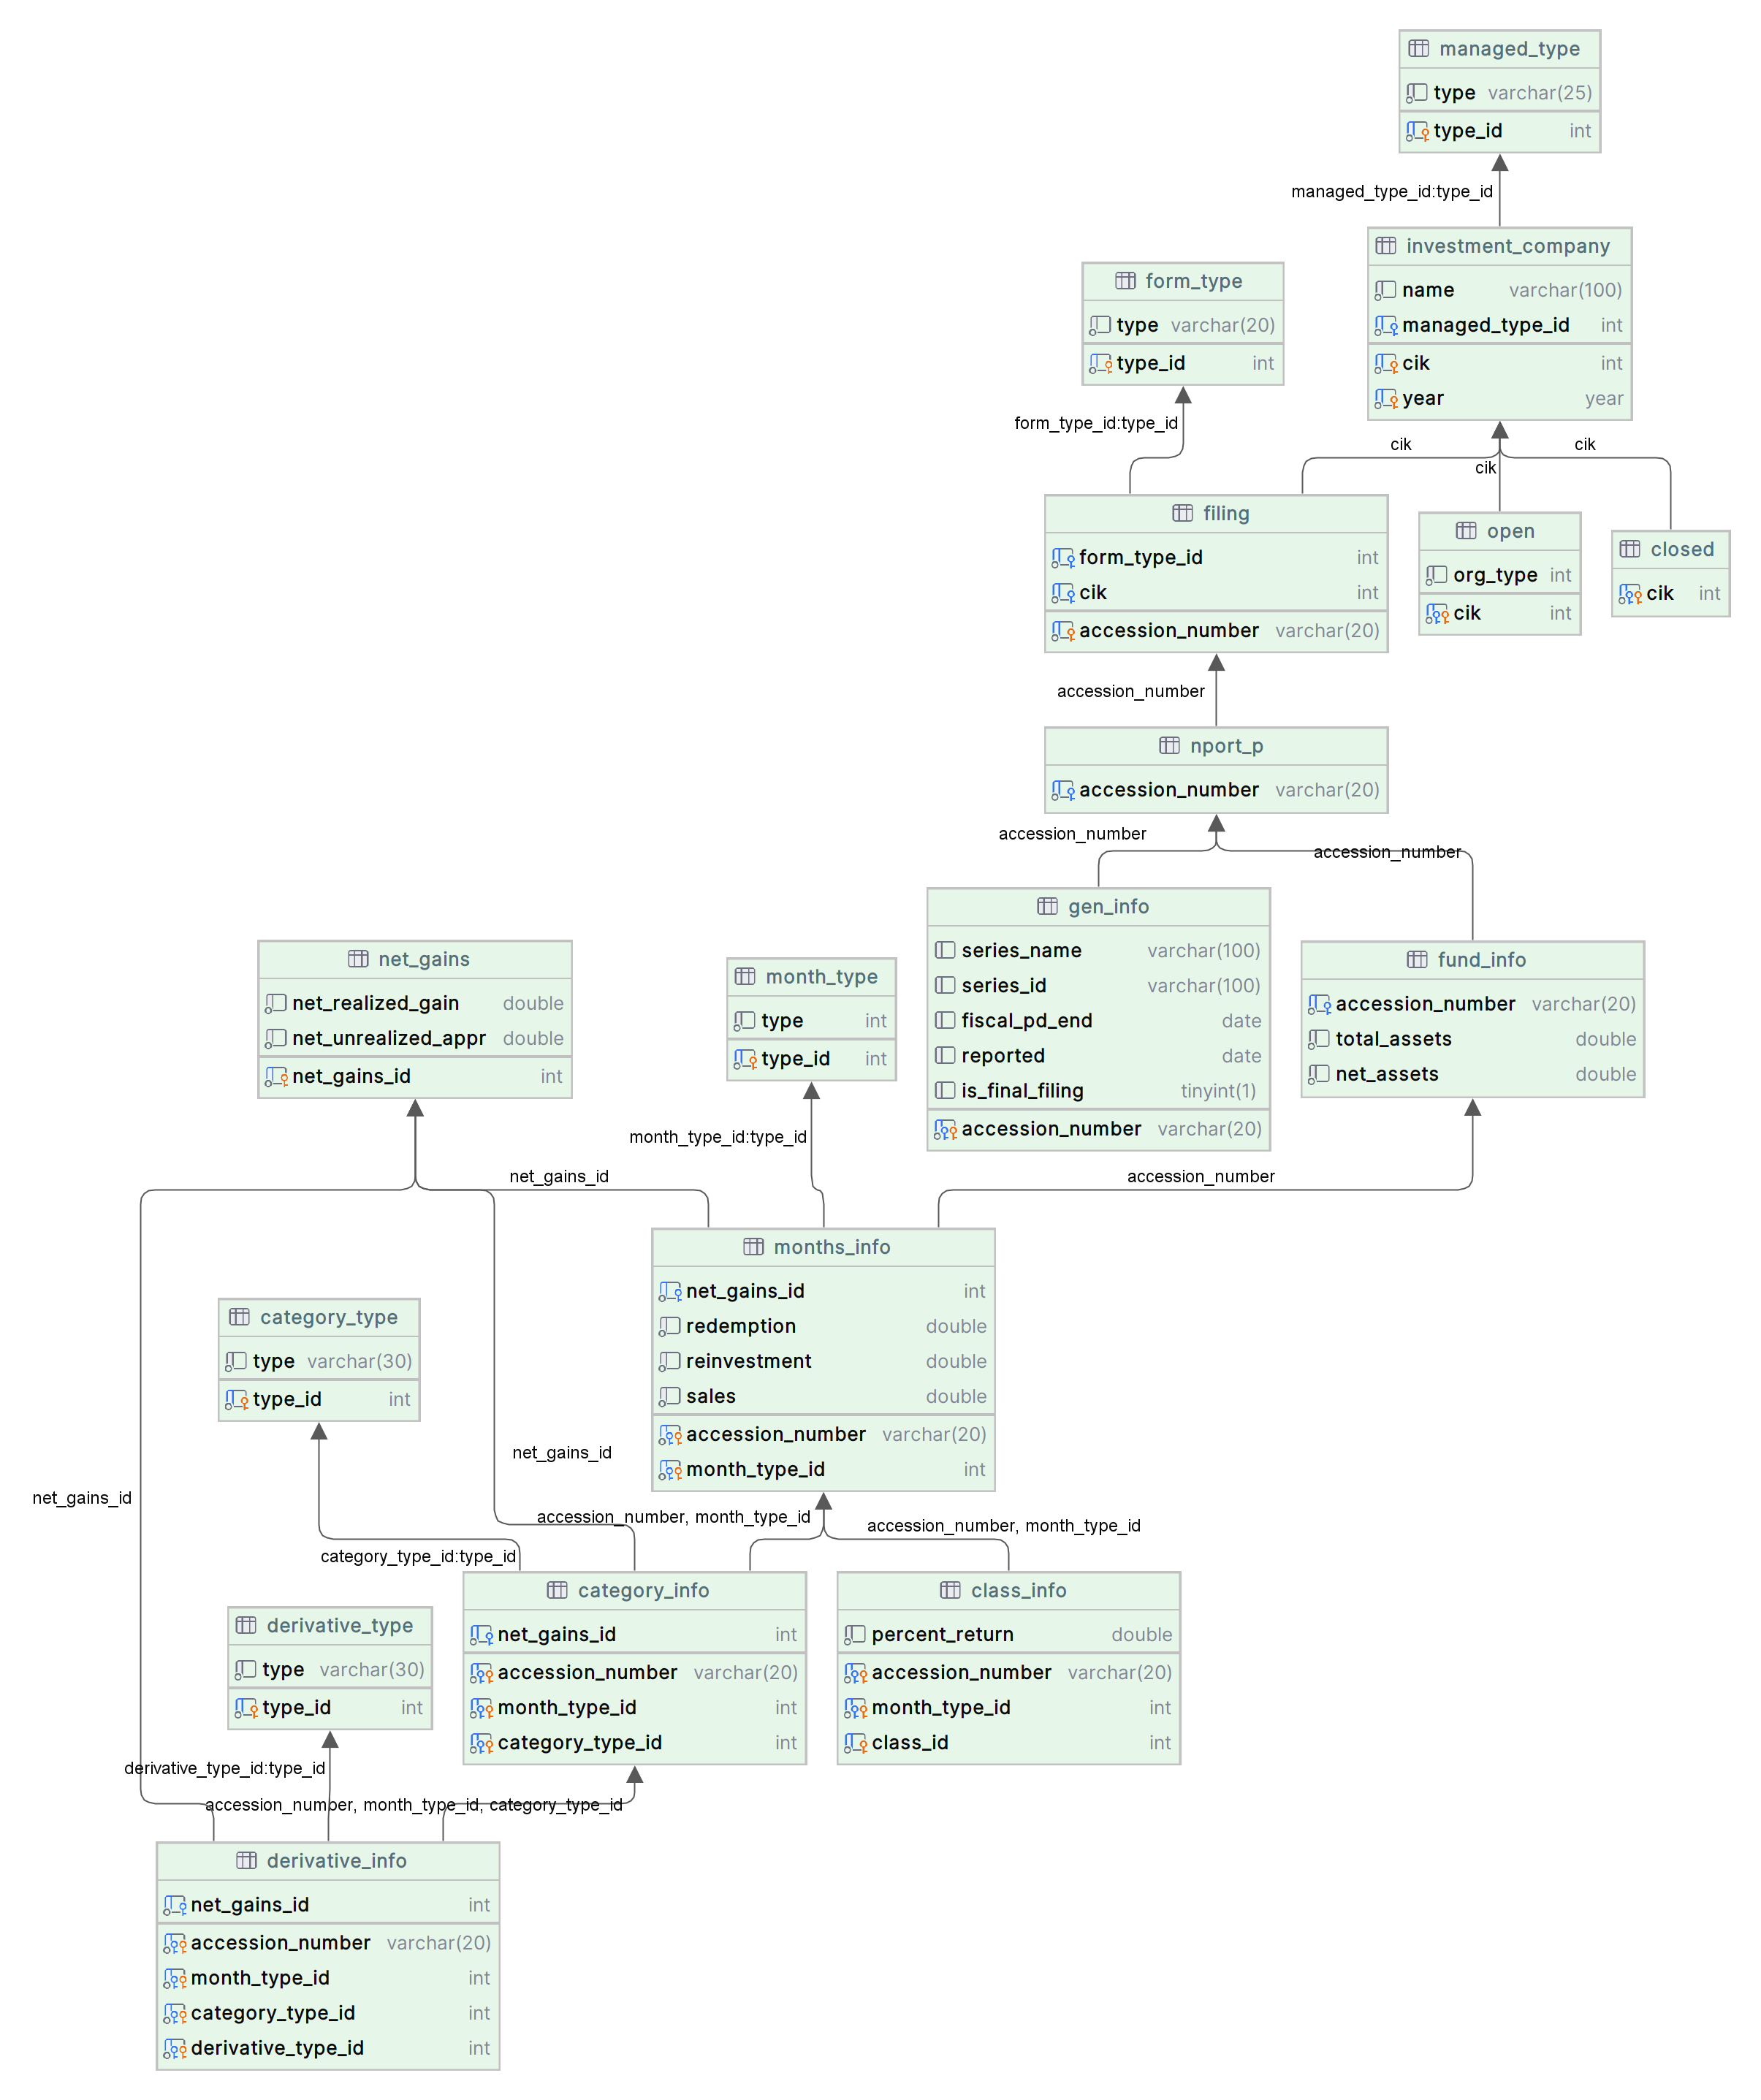 managed_type
type varchar(25)
type_id int
managed_type_id:type_id
investment_company
name varchar(100)
managed_type_id int
cik int
year year
form_type
type varchar(20)
type_id int
form_type_id:type_id
cik
cik
cik
filing
form_type_id int
cik int
accession_number varchar(20)
open
org_type int
cik int
closed
cik int
accession_number
nport_p
accession_number varchar(20)
accession_number
accession_number
gen_info
series_name varchar(100)
series_id varchar(100)
fiscal_pd_end date
reported date
is_final_filing tinyint(1)
accession_number varchar(20)
fund_info
accession_number varchar(20)
total_assets double
net_assets double
net_gains
net_realized_gain double
net_unrealized_appr double
net_gains_id int
month_type
type int
type_id int
month_type_id:type_id
net_gains_id
accession_number
months_info
net_gains_id int
redemption double
reinvestment double
sales double
accession_number varchar(20)
month_type_id int
category_type
type varchar(30)
type_id int
net_gains_id
net_gains_id
accession_number, month_type_id
accession_number, month_type_id
category_type_id:type_id
category_info
net_gains_id int
accession_number varchar(20)
month_type_id int
category_type_id int
class_info
percent_return double
accession_number varchar(20)
month_type_id int
class_id int
derivative_type
type varchar(30)
type_id int
derivative_type_id:type_id
accession_number, month_type_id, category_type_id
derivative_info
net_gains_id int
accession_number varchar(20)
month_type_id int
category_type_id int
derivative_type_id int